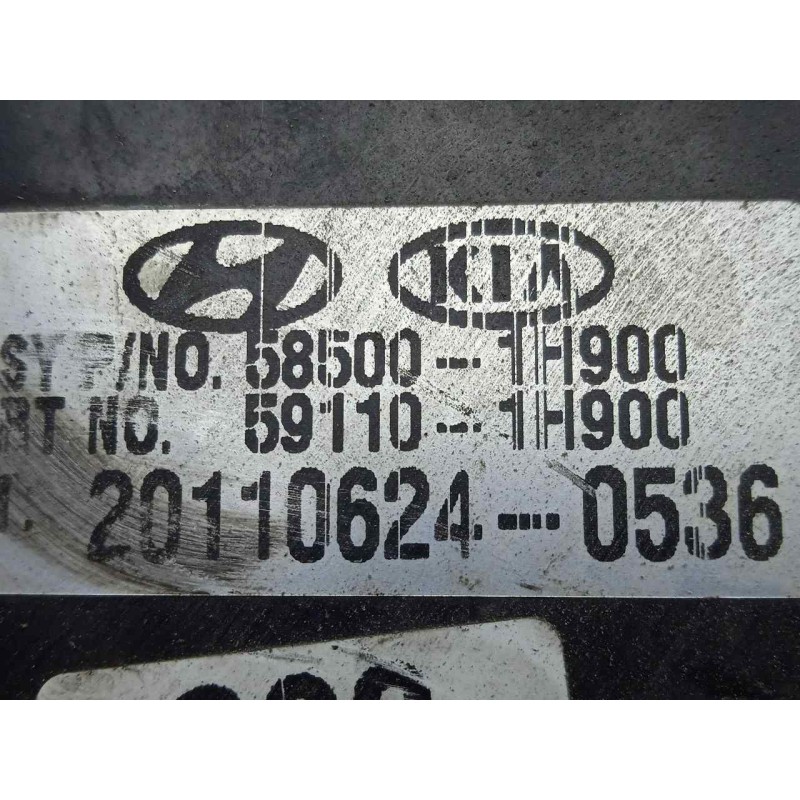 KIA
SY P/NO. 58500-1H900
RT NO. 59110-1H900
. 20110624-0536